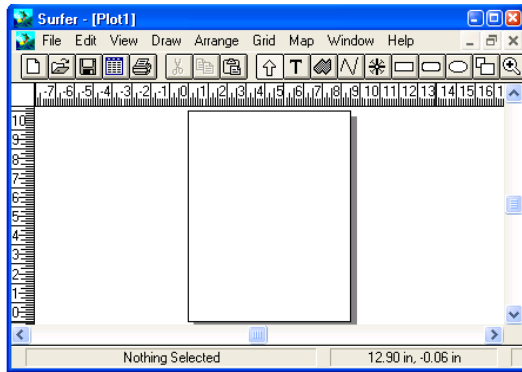 Surfer - [Plot1]
File Edit View Draw Arrange Grid Map Window Help
T
-7 -6 -5 -4 -3 -2 -1 0 1 2 3 4 5 6 7 8 9 10 11 12 13 14 15 16 1
10
9
8
7
6
5
4
3
2
1
0
Nothing Selected 12.90 in, -0.06 in